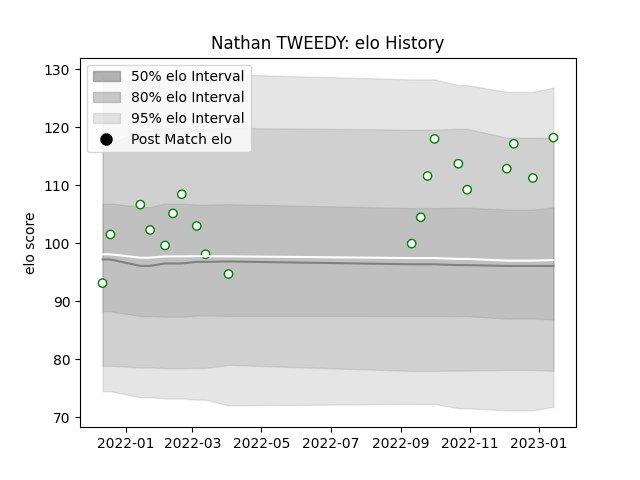 Nathan TWEEDY: elo History
50% elo Interval
80% elo Interval
95% elo Interval
Post Match elo
elo score
130
120
110
100
90
80
70
2022-01
2022-03
2022-05
2022-07
2022-09
2022-11
2023-01